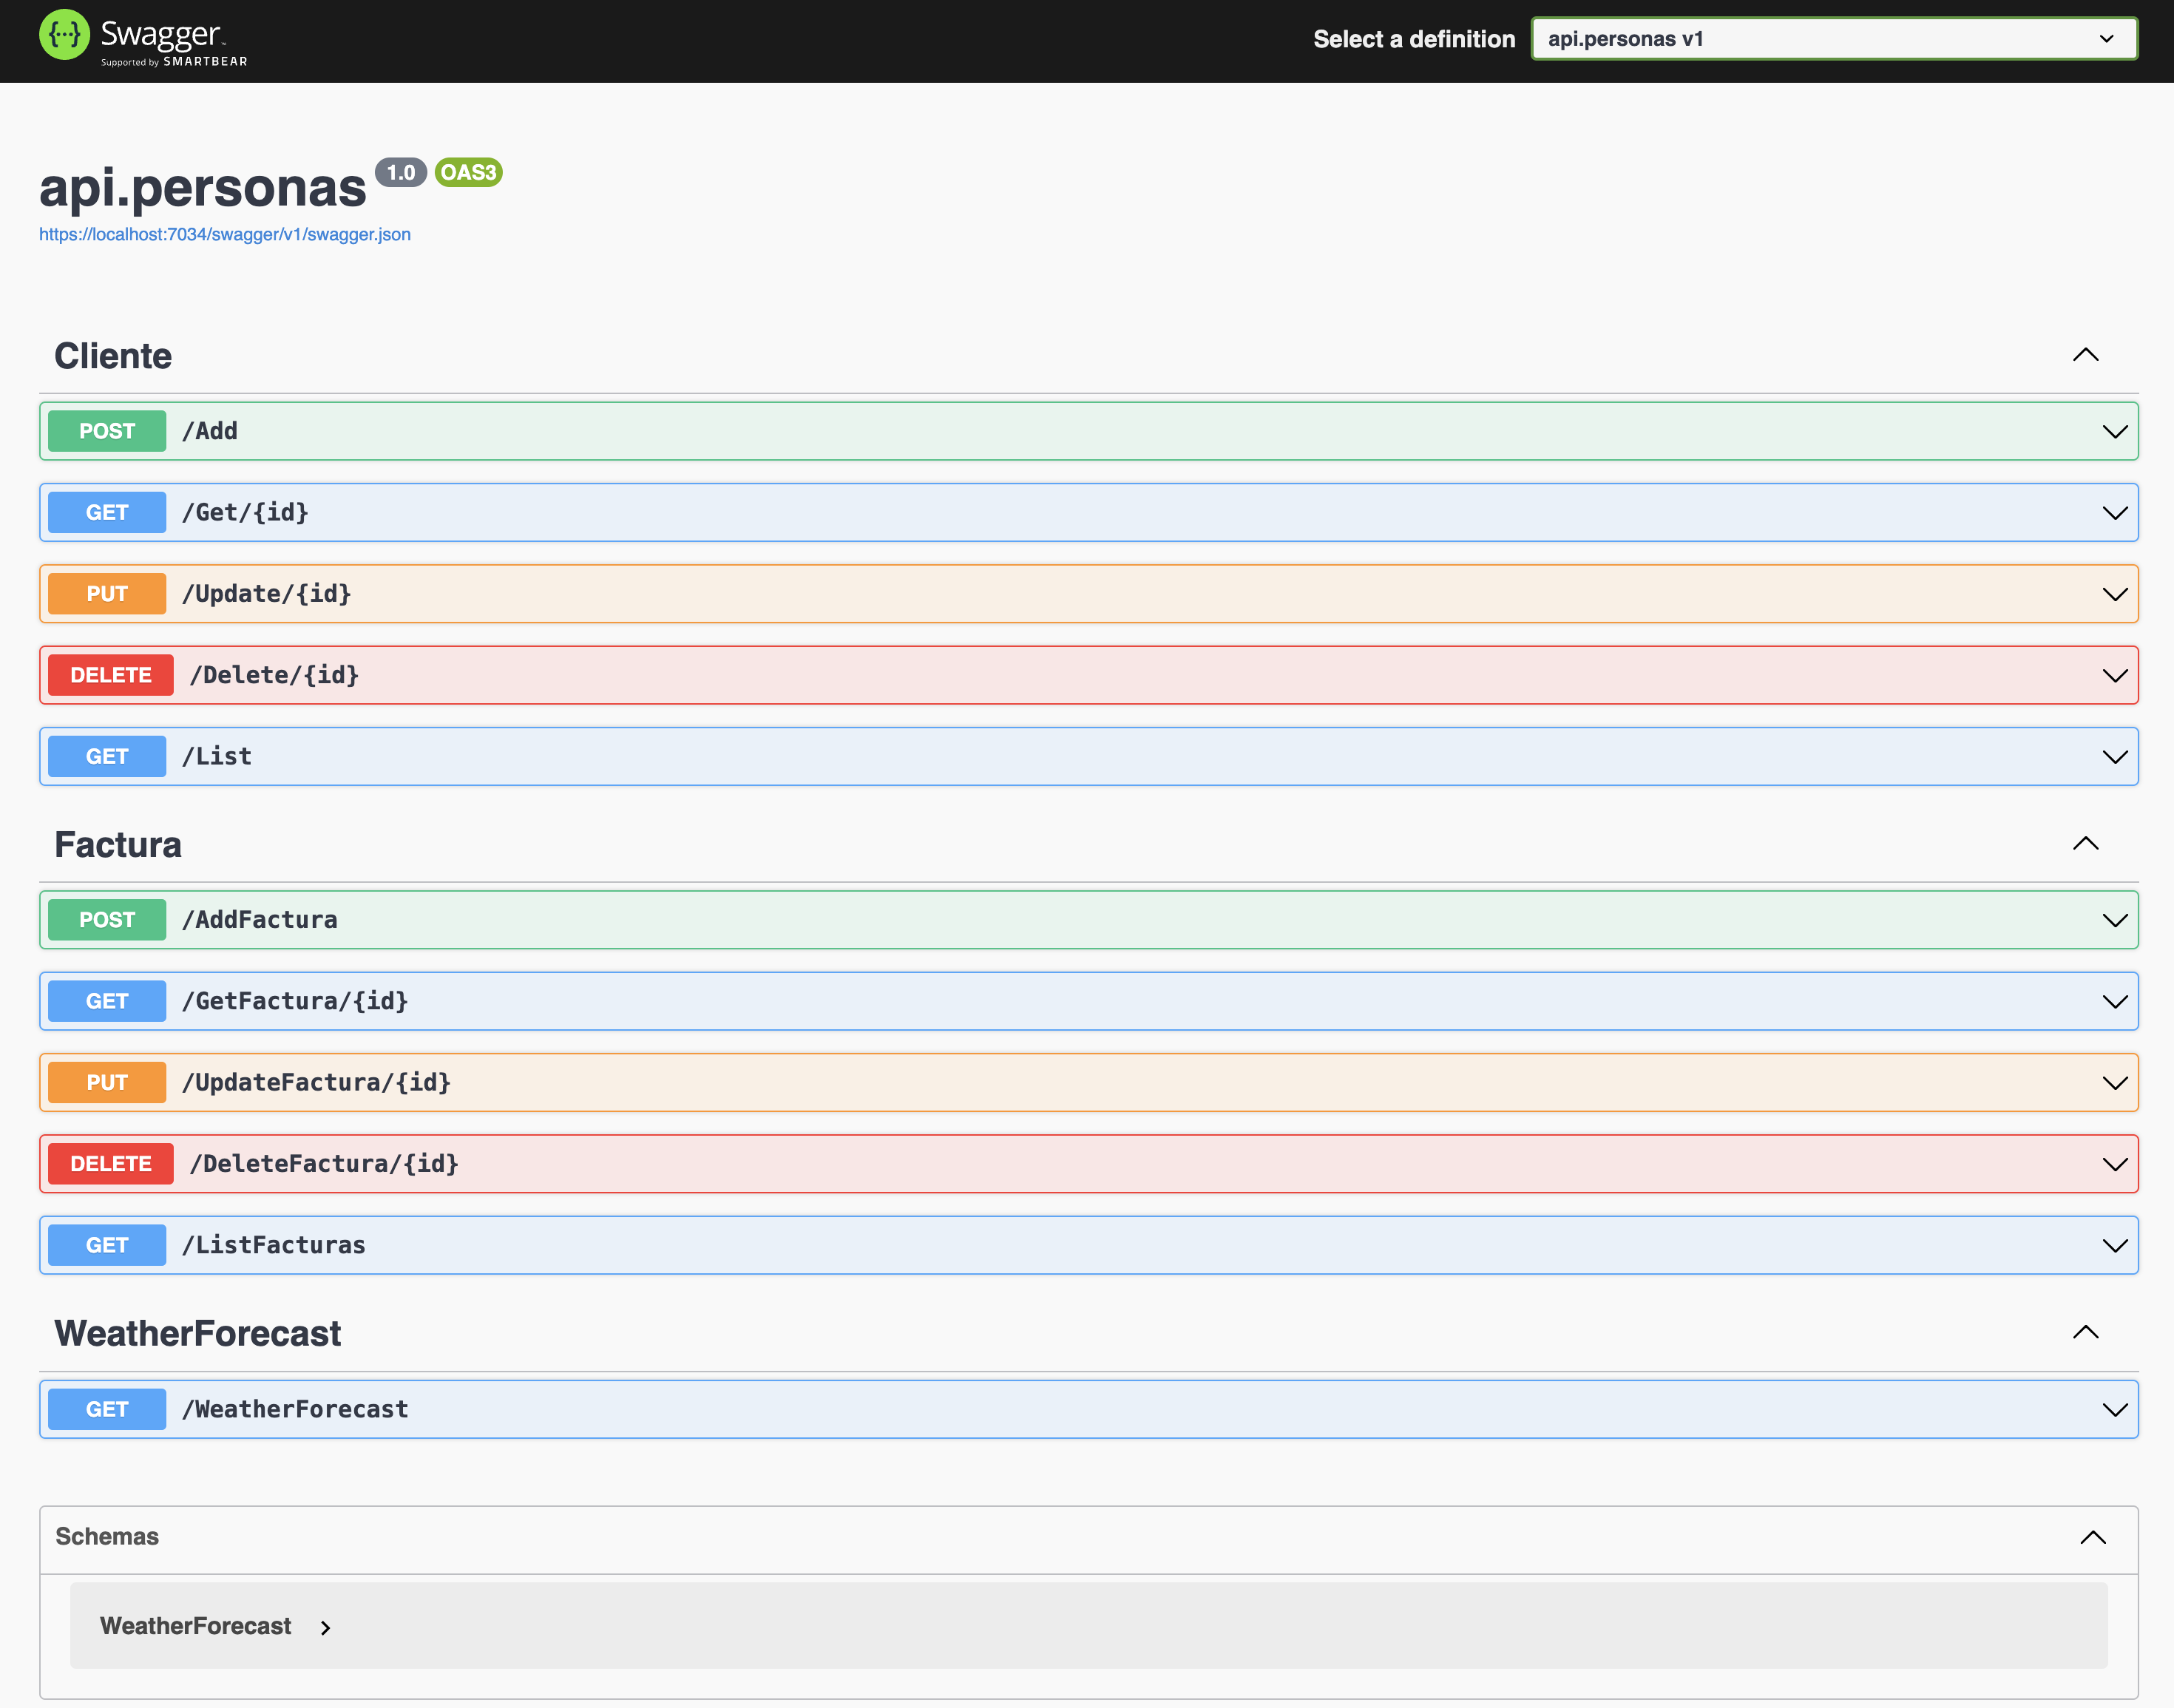 {...} Swagger™
Supported by SMARTBEAR
Select a definition
api.personas v1
api.personas 1.0 OAS3
https://localhost:7034/swagger/v1/swagger.json
Cliente
POST /Add
GET /Get/{id}
PUT /Update/{id}
DELETE /Delete/{id}
GET /List
Factura
POST /AddFactura
GET /GetFactura/{id}
PUT /UpdateFactura/{id}
DELETE /DeleteFactura/{id}
GET /ListFacturas
WeatherForecast
GET /WeatherForecast
Schemas
WeatherForecast